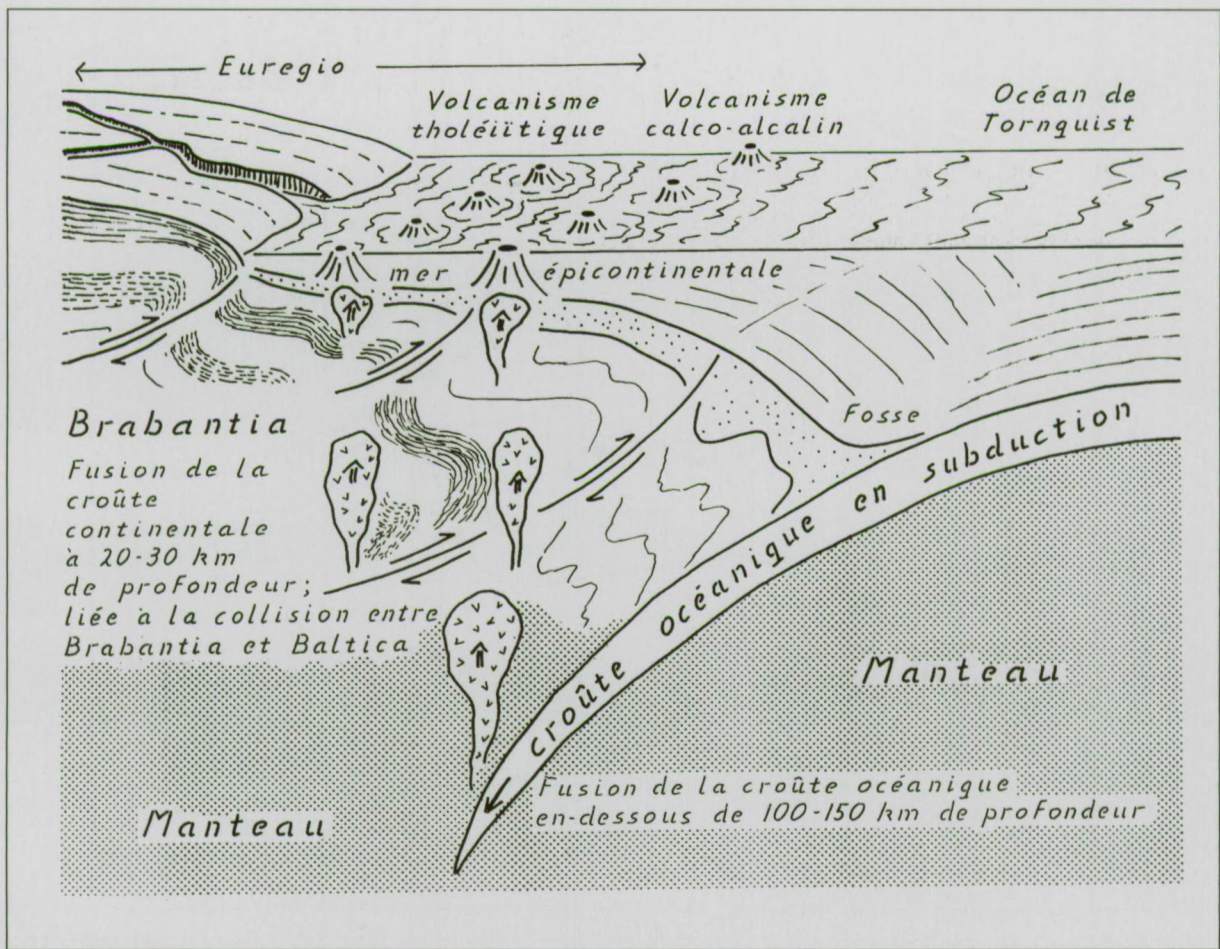 Euregio
Volcanisme
tholéiïtique
Volcanisme
calco-alcalin
Océan de
Tornquist
mer épicontinentale
Fosse
Brabantia
Fusion de la
croûte
continentale
à 20-30 km
de profondeur;
liée à la collision entre
Brabantia et Baltica
croûte océanique en subduction
Manteau
Fusion de la croûte océanique
en-dessous de 100-150 km de profondeur
Manteau